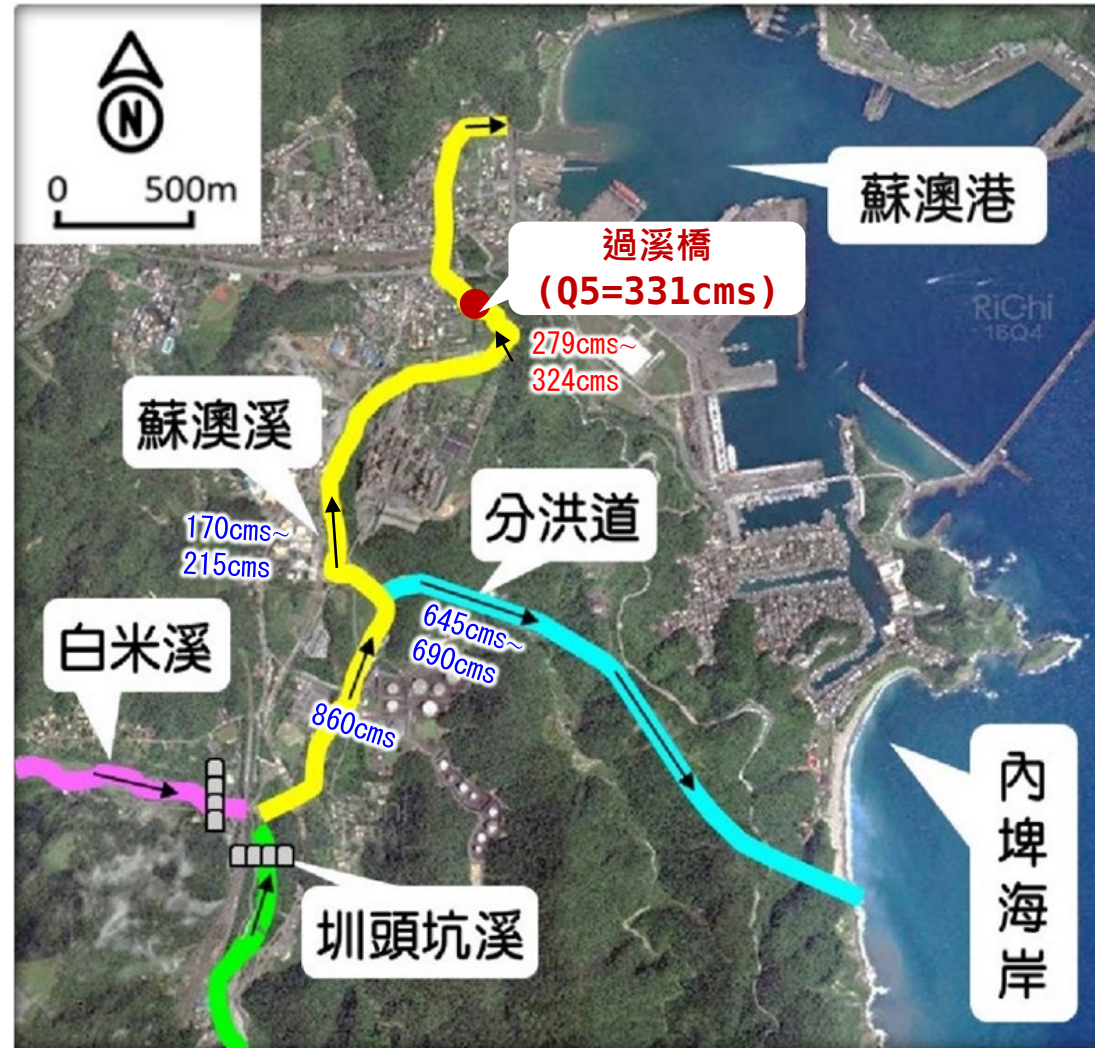 N
0 500m
蘇澳港
過溪橋
(Q5=331cms)
RiChi
16Q4
279cms~
324cms
蘇澳溪
分洪道
170cms~
215cms
645cms~
690cms
白米溪
860cms
內埤海岸
圳頭坑溪